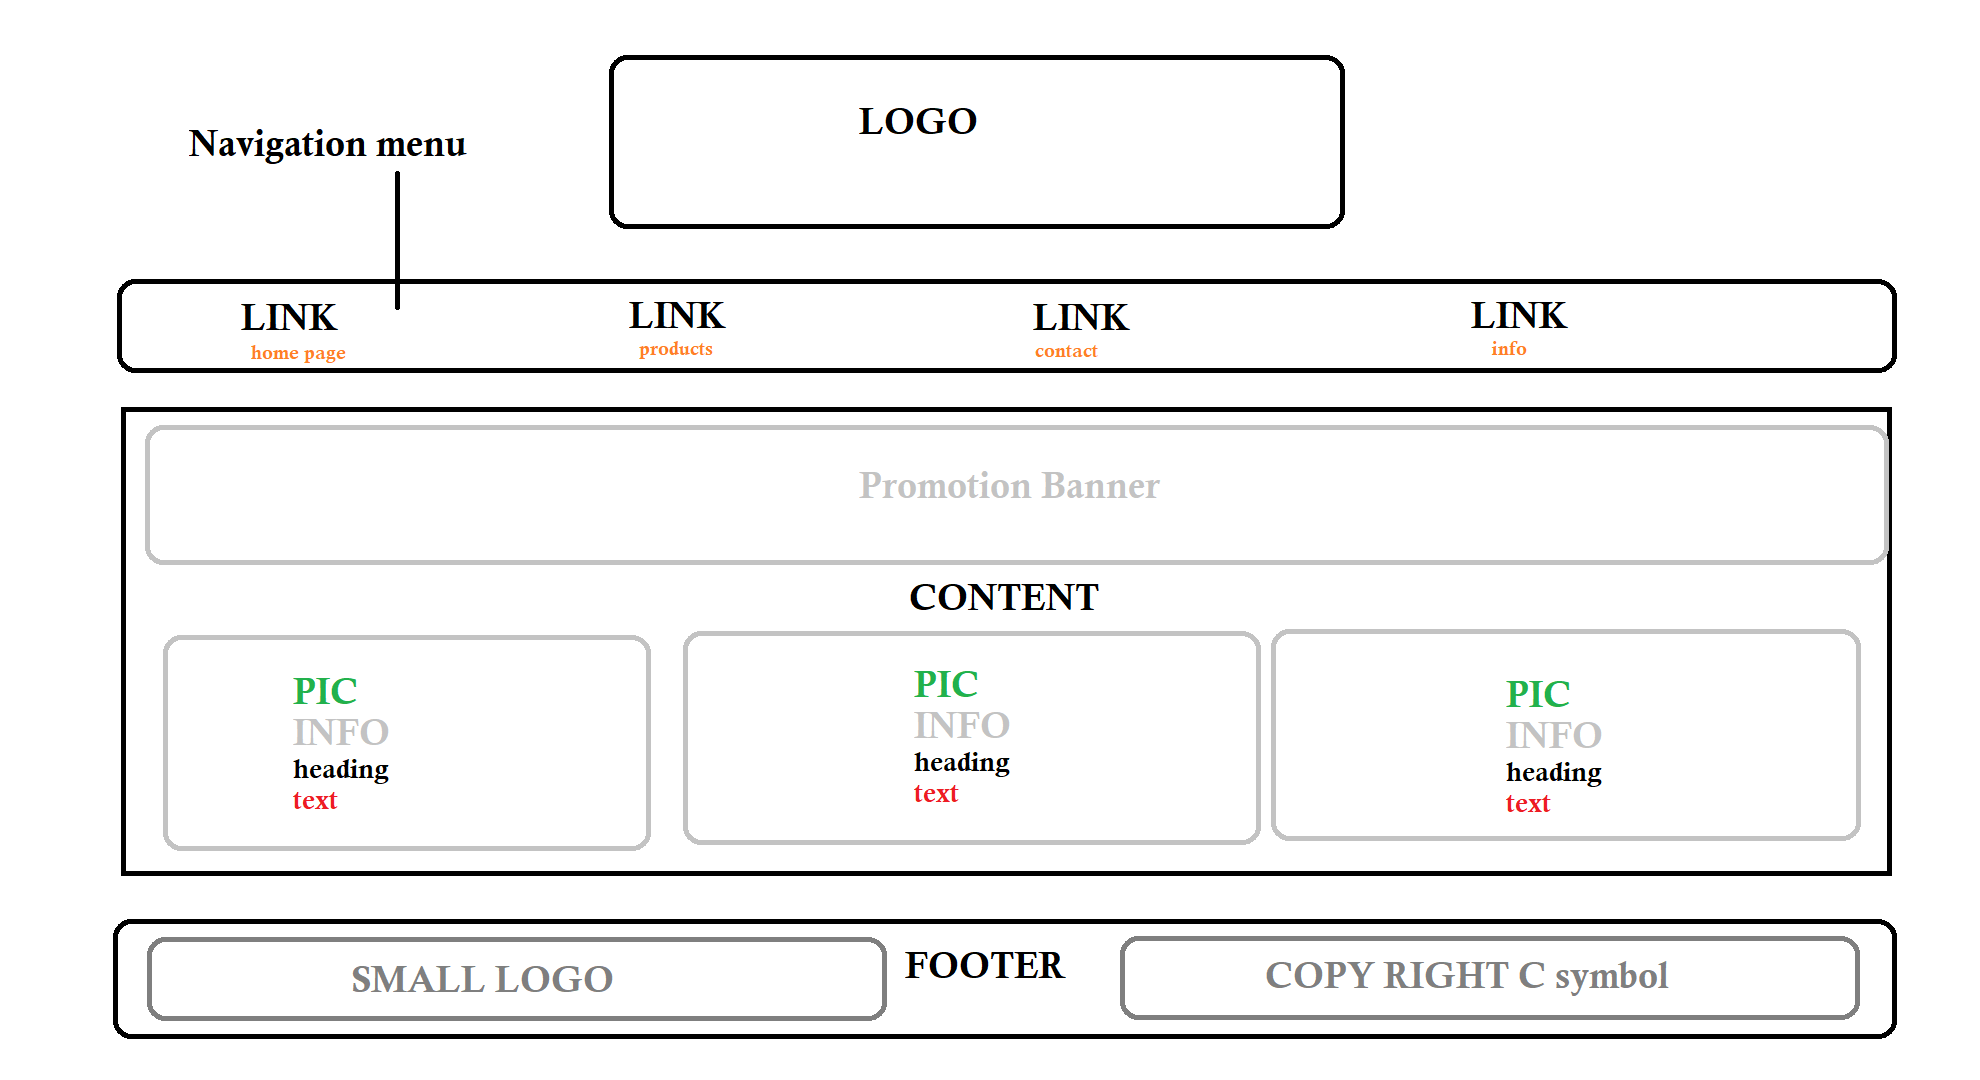 LOGO
Navigation menu
LINK
home page
LINK
products
LINK
contact
LINK
info
Promotion Banner
CONTENT
PIC
INFO
heading
text
PIC
INFO
heading
text
PIC
INFO
heading
text
SMALL LOGO
FOOTER
COPY RIGHT C symbol